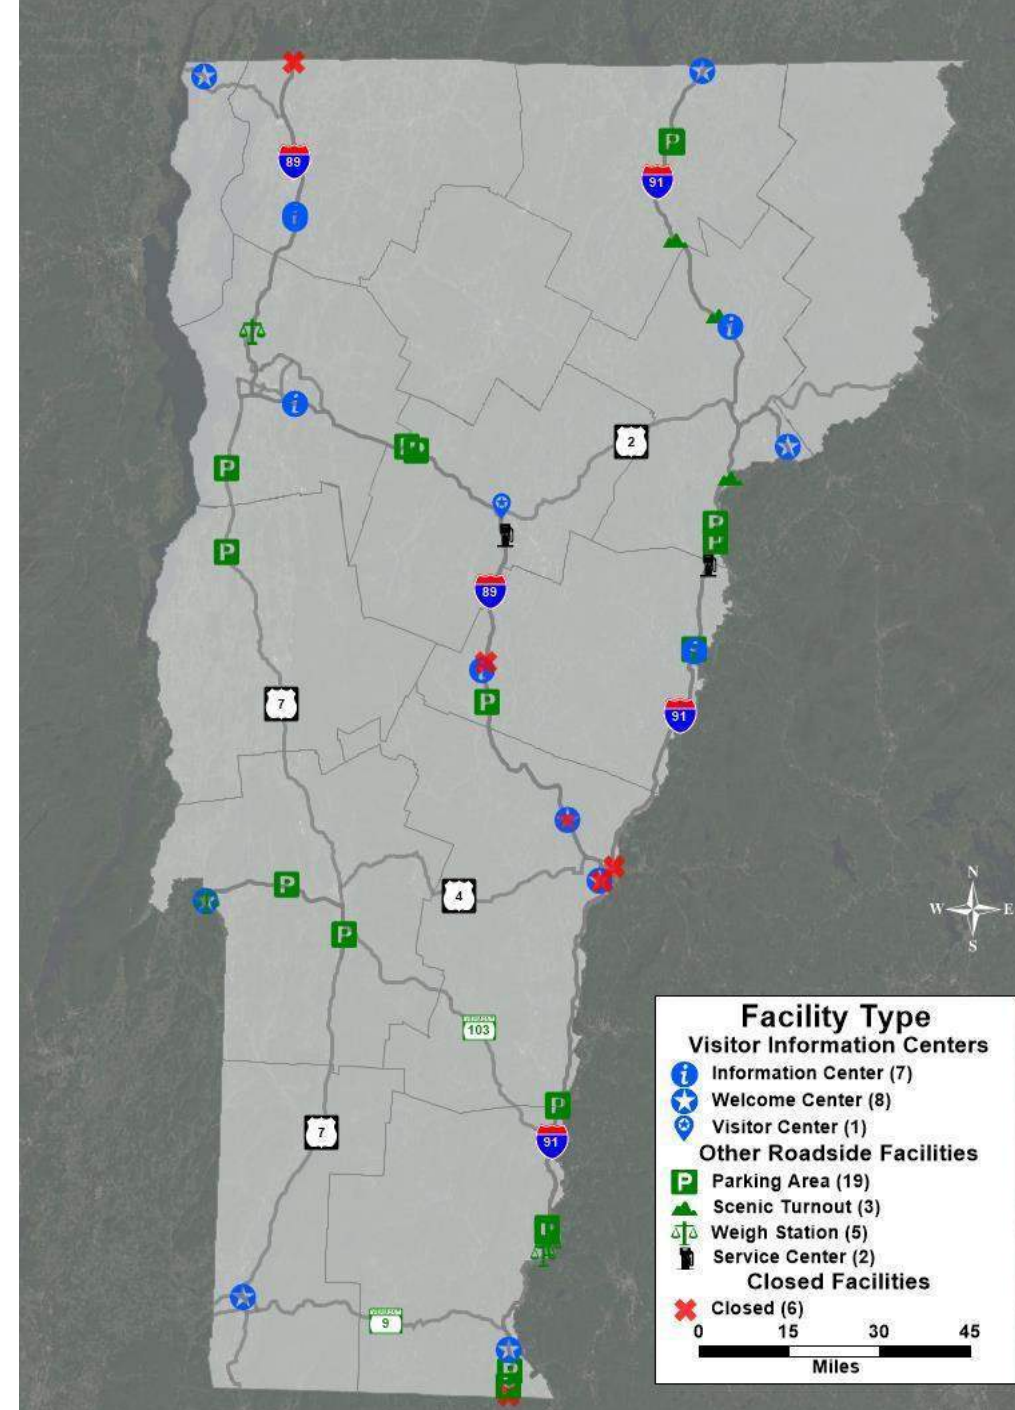 89
91
2
89
7
91
4
103
7
91
9
N
W
E
S
Facility Type
Visitor Information Centers
i Information Center (7)
Welcome Center (8)
Visitor Center (1)
Other Roadside Facilities
P Parking Area (19)
Scenic Turnout (3)
Weigh Station (5)
Service Center (2)
Closed Facilities
Closed (6)
0 15 30 45
Miles
i
i
i
i
i
P
P
P
P
P
P
P
P
P
P
P